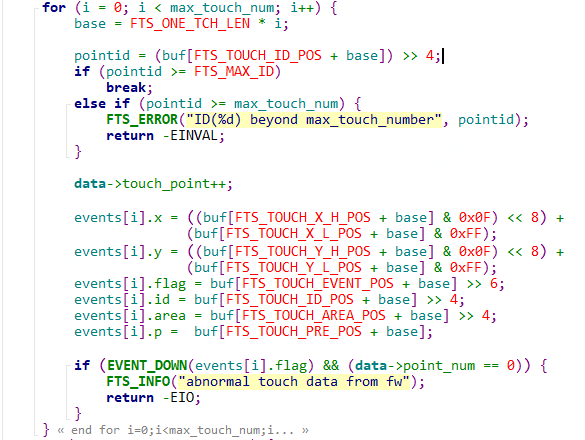 for (i = 0; i < max_touch_num; i++) {
base = FTS_ONE_TCH_LEN * i;
pointid = (buf[FTS_TOUCH_ID_POS + base]) >> 4;
if (pointid >= FTS_MAX_ID)
break;
else if (pointid >= max_touch_num) {
FTS_ERROR("ID(%d) beyond max_touch_number", pointid);
return -EINVAL;
}
data->touch_point++;
events[i].x = ((buf[FTS_TOUCH_X_H_POS + base] & 0x0F) << 8) +
(buf[FTS_TOUCH_X_L_POS + base] & 0xFF);
events[i].y = ((buf[FTS_TOUCH_Y_H_POS + base] & 0x0F) << 8) +
(buf[FTS_TOUCH_Y_L_POS + base] & 0xFF);
events[i].flag = buf[FTS_TOUCH_EVENT_POS + base] >> 6;
events[i].id = buf[FTS_TOUCH_ID_POS + base] >> 4;
events[i].area = buf[FTS_TOUCH_AREA_POS + base] >> 4;
events[i].p =  buf[FTS_TOUCH_PRE_POS + base];
if (EVENT_DOWN(events[i].flag) && (data->point_num == 0)) {
FTS_INFO("abnormal touch data from fw");
return -EIO;
}
} « end for i=0;i<max_touch_num;i... »